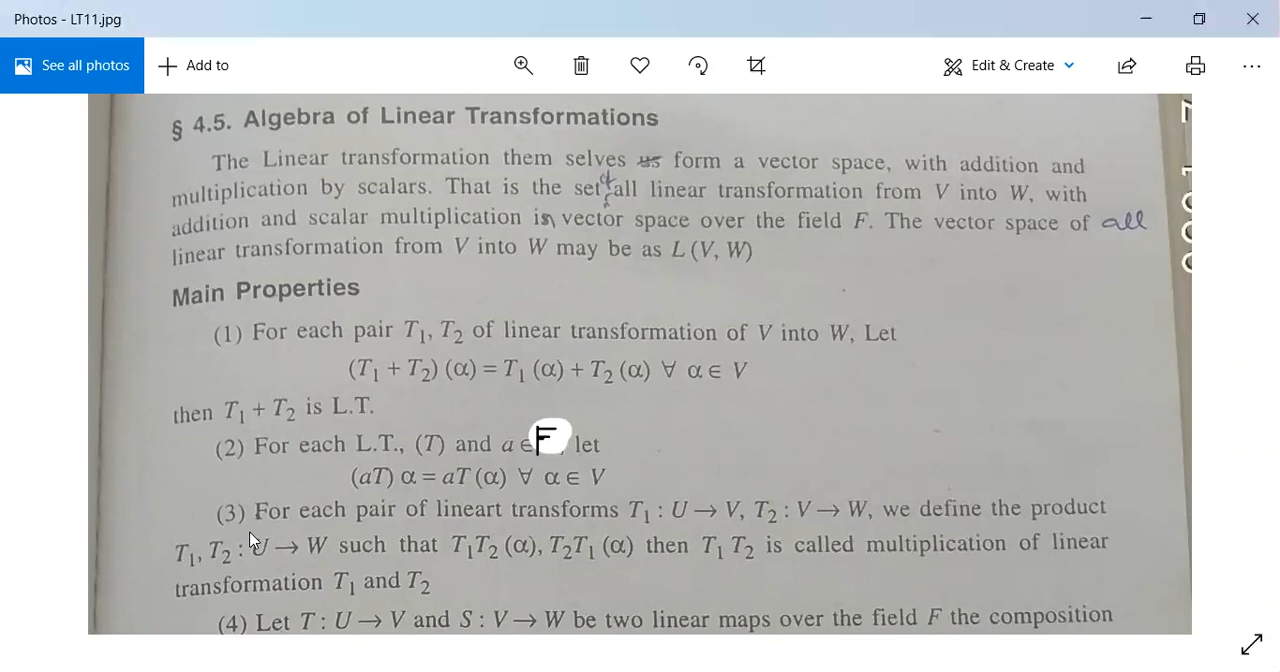 Photos - LT11.jpg
See all photos
Add to
Edit & Create
§ 4.5. Algebra of Linear Transformations
The Linear transformation them selves us form a vector space, with addition and
multiplication by scalars. That is the set of all linear transformation from V into W, with
addition and scalar multiplication is vector space over the field F. The vector space of all
linear transformation from V into W may be as L (V, W)
Main Properties
(1) For each pair T₁, T₂ of linear transformation of V into W, Let
(T₁ + T₂) (α) = T₁ (α) + T₂ (α) ∀ α ∈ V
then T₁ + T₂ is L.T.
(2) For each L.T., (T) and a ∈ F, let
(aT) α = aT (α) ∀ α ∈ V
(3) For each pair of lineart transforms T₁ : U → V, T₂ : V → W, we define the product
T₁, T₂ : U → W such that T₁T₂ (α), T₂T₁ (α) then T₁ T₂ is called multiplication of linear
transformation T₁ and T₂
(4) Let T : U → V and S : V → W be two linear maps over the field F the composition